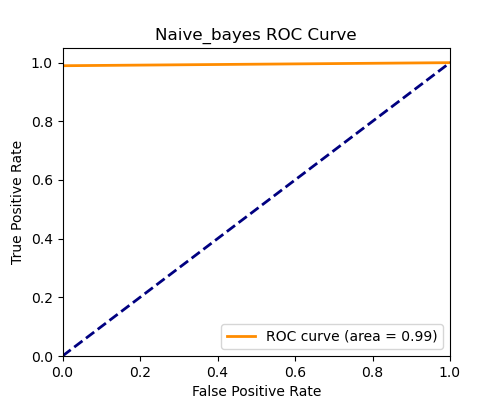 Naive_bayes ROC Curve
True Positive Rate
1.0
0.8
0.6
0.4
0.2
0.0
ROC curve (area = 0.99)
0.0 0.2 0.4 0.6 0.8 1.0
False Positive Rate